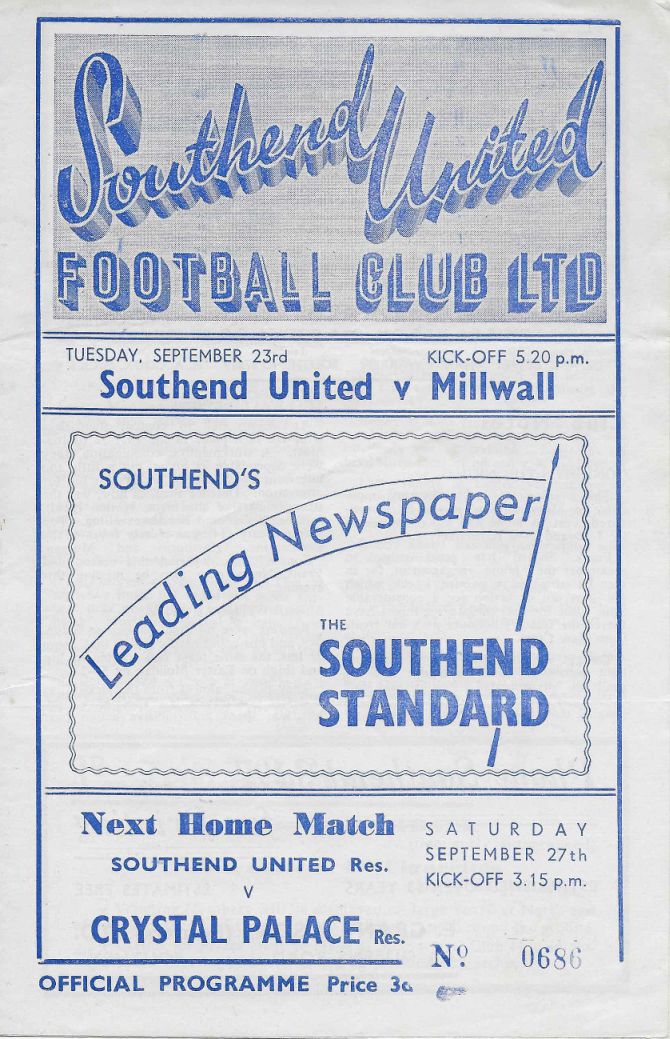 Southend United
FOOTBALL CLUB LTD
TUESDAY, SEPTEMBER 23rd KICK-OFF 5.20 p.m.
Southend United v Millwall
SOUTHEND'S
Leading Newspaper
THE
SOUTHEND
STANDARD
Next Home Match
SOUTHEND UNITED Res.
v
CRYSTAL PALACE Res.
SATURDAY
SEPTEMBER 27th
KICK-OFF 3.15 p.m.
Nº 0686
OFFICIAL PROGRAMME Price 3d